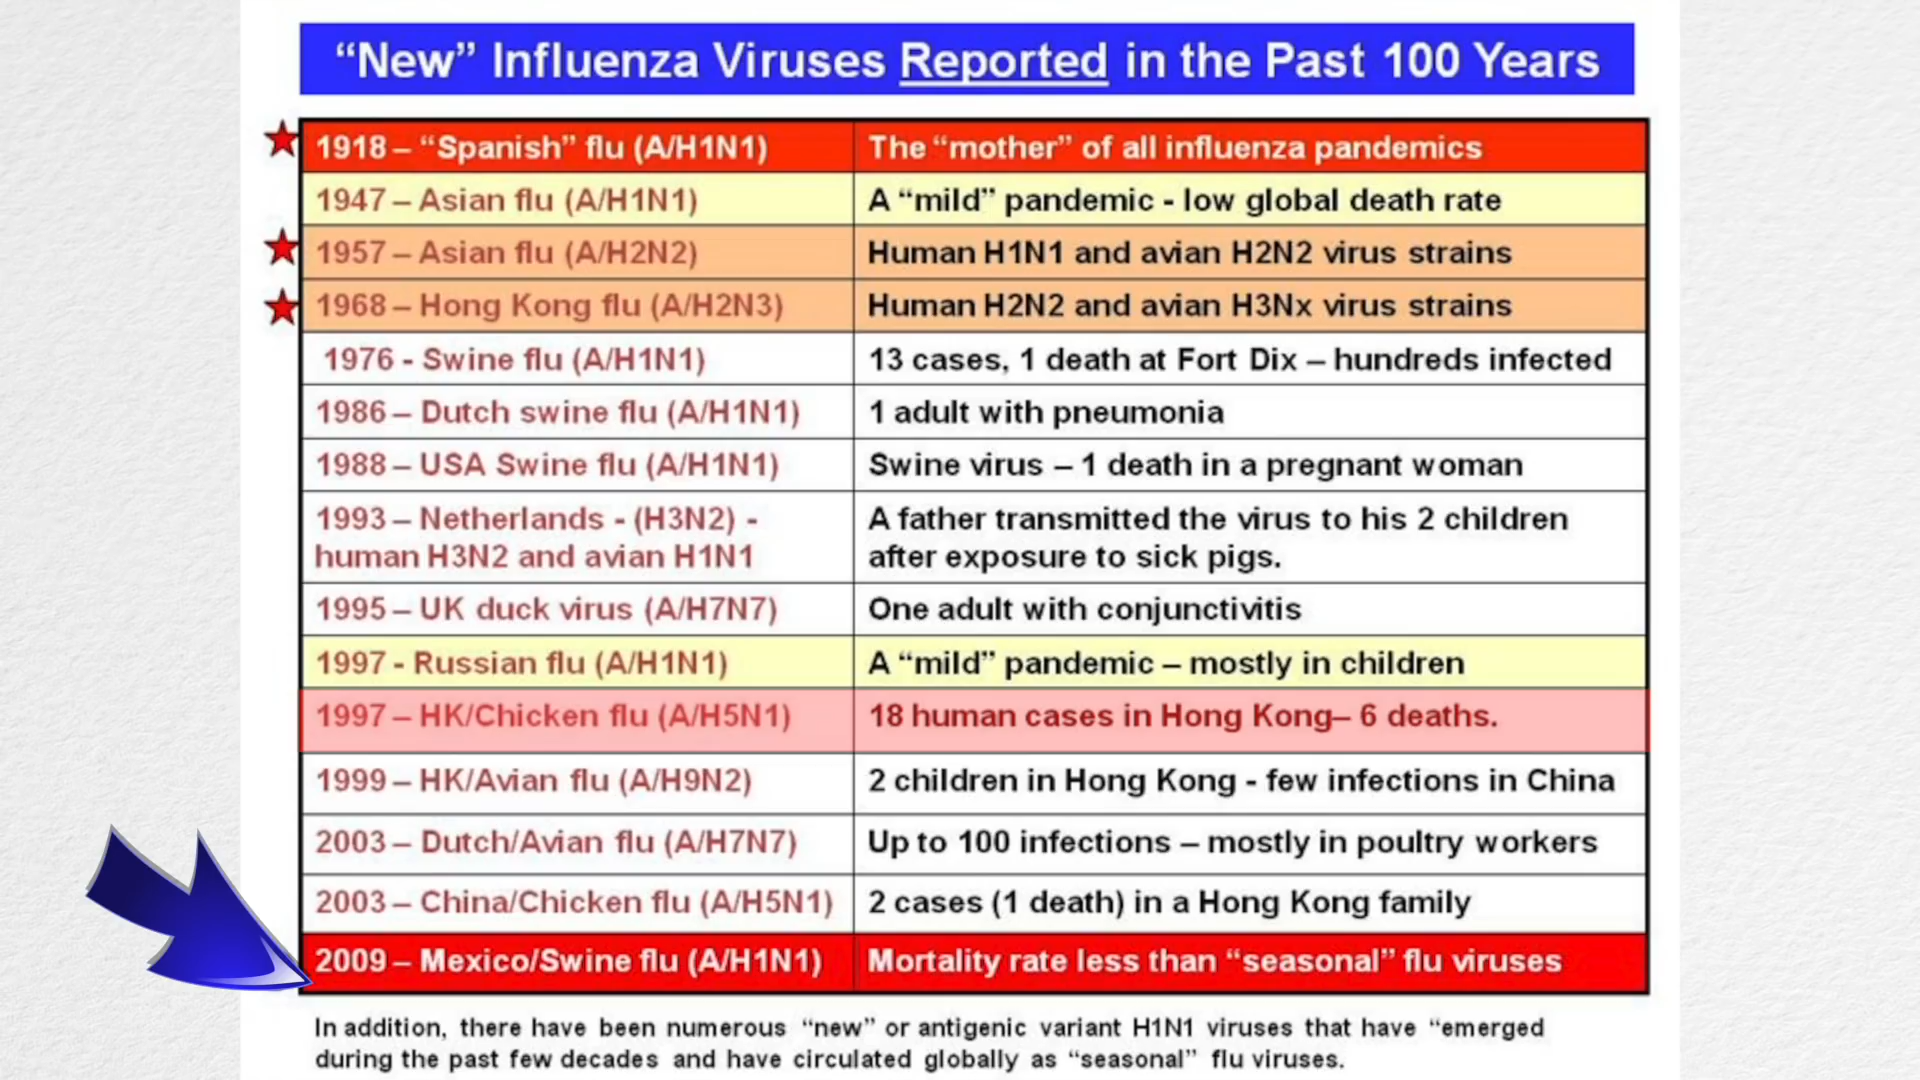 “New” Influenza Viruses Reported in the Past 100 Years
1918 – “Spanish” flu (A/H1N1) The “mother” of all influenza pandemics
1947 – Asian flu (A/H1N1) A “mild” pandemic - low global death rate
1957 – Asian flu (A/H2N2) Human H1N1 and avian H2N2 virus strains
1968 – Hong Kong flu (A/H2N3) Human H2N2 and avian H3Nx virus strains
1976 - Swine flu (A/H1N1) 13 cases, 1 death at Fort Dix – hundreds infected
1986 – Dutch swine flu (A/H1N1) 1 adult with pneumonia
1988 – USA Swine flu (A/H1N1) Swine virus – 1 death in a pregnant woman
1993 – Netherlands - (H3N2) -
human H3N2 and avian H1N1
A father transmitted the virus to his 2 children
after exposure to sick pigs.
1995 – UK duck virus (A/H7N7) One adult with conjunctivitis
1997 - Russian flu (A/H1N1) A “mild” pandemic – mostly in children
1997 – HK/Chicken flu (A/H5N1) 18 human cases in Hong Kong– 6 deaths.
1999 – HK/Avian flu (A/H9N2) 2 children in Hong Kong - few infections in China
2003 – Dutch/Avian flu (A/H7N7) Up to 100 infections – mostly in poultry workers
2003 – China/Chicken flu (A/H5N1) 2 cases (1 death) in a Hong Kong family
2009 – Mexico/Swine flu (A/H1N1) Mortality rate less than “seasonal” flu viruses
In addition, there have been numerous “new” or antigenic variant H1N1 viruses that have “emerged
during the past few decades and have circulated globally as “seasonal” flu viruses.